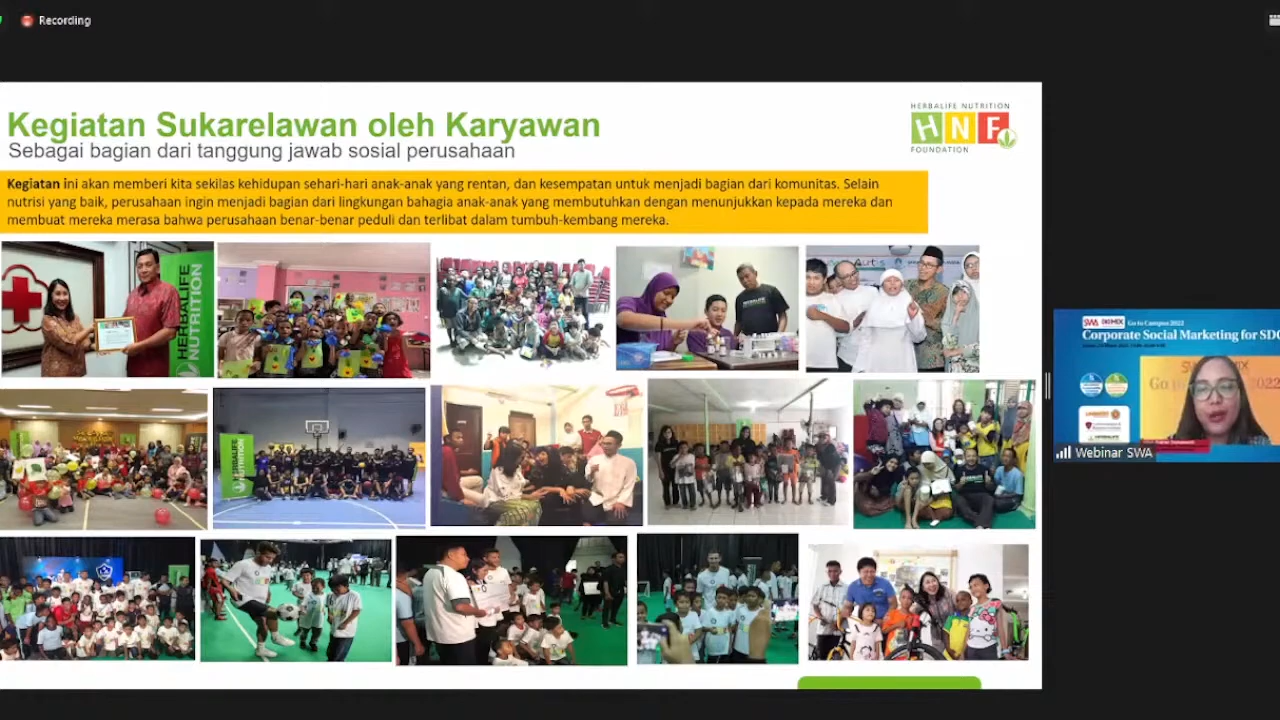 Recording
Kegiatan Sukarelawan oleh Karyawan
Sebagai bagian dari tanggung jawab sosial perusahaan
HERBALIFE NUTRITION
HNF
FOUNDATION
Kegiatan ini akan memberi kita sekilas kehidupan sehari-hari anak-anak yang rentan, dan kesempatan untuk menjadi bagian dari komunitas. Selain
nutrisi yang baik, perusahaan ingin menjadi bagian dari lingkungan bahagia anak-anak yang membutuhkan dengan menunjukkan kepada mereka dan
membuat mereka merasa bahwa perusahaan benar-benar peduli dan terlibat dalam tumbuh-kembang mereka.
HERBALIFE
NUTRITION
HERBALIFE
NUTRITION
SWA
Go to Campus 2022
Corporate Social Marketing for SDG
Webinar SWA